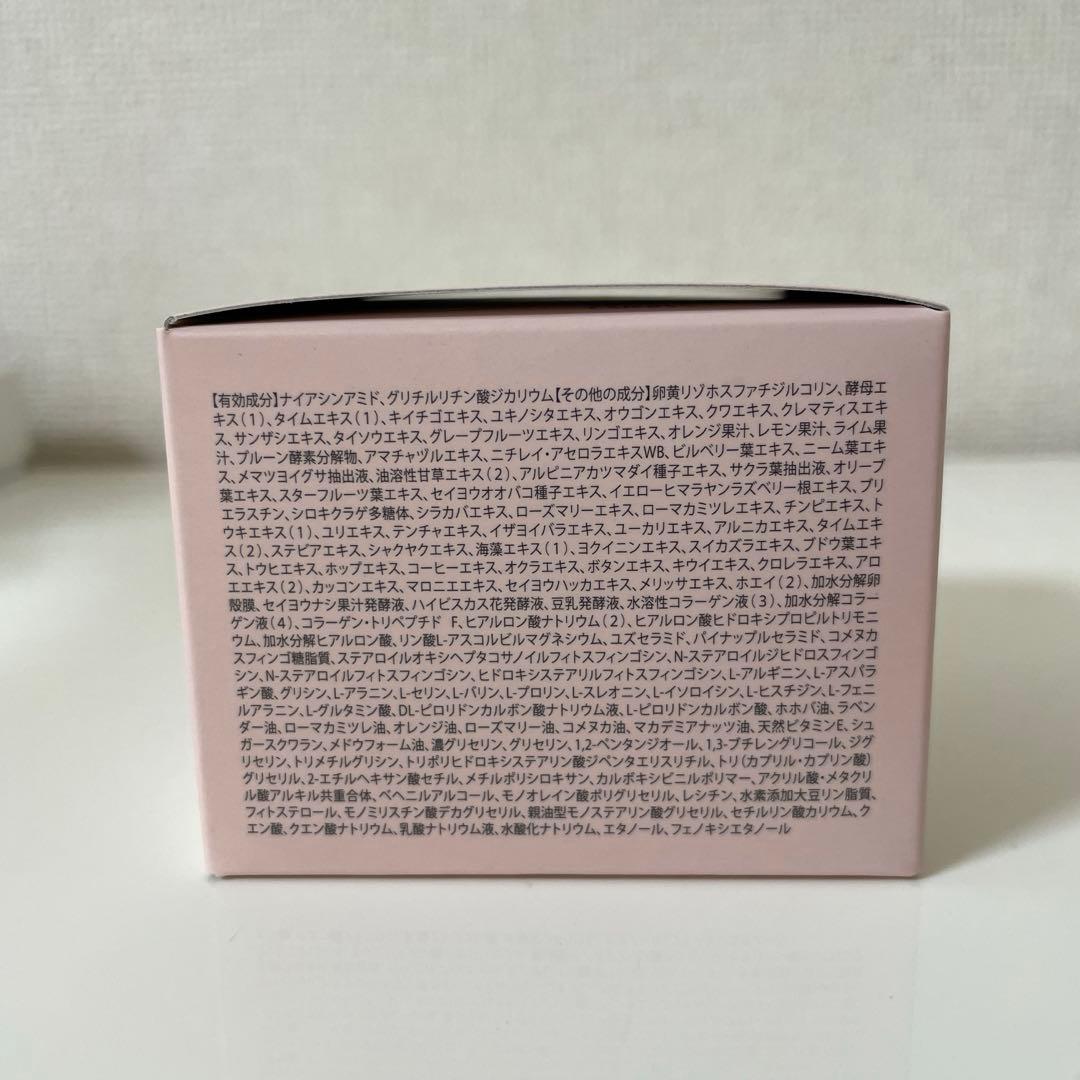 【有効成分】ナイアシンアミド、グリチルリチン酸ジカリウム【その他の成分】卵黄リゾホスファチジルコリン、酵母エ
キス(1)、タイムエキス(1)、キイチゴエキス、ユキノシタエキス、オウゴンエキス、クワエキス、クレマティスエキ
ス、サンザシエキス、タイソウエキス、グレープフルーツエキス、リンゴエキス、オレンジ果汁、レモン果汁、ライム果
汁、プルーン酵素分解物、アマチャヅルエキス、ニチレイ・アセロラエキスWB、ビルベリー葉エキス、ニーム葉エキ
ス、メマツヨイグサ抽出液、油溶性甘草エキス(2)、アルピニアカツマダイ種子エキス、サクラ葉抽出液、オリーブ
葉エキス、スターフルーツ葉エキス、セイヨウオオバコ種子エキス、イエローヒマラヤンラズベリー根エキス、プリ
エラスチン、シロキクラゲ多糖体、シラカバエキス、ローズマリーエキス、ローマカミツレエキス、チンピエキス、ト
ウキエキス(1)、ユリエキス、テンチャエキス、イザヨイバラエキス、ユーカリエキス、アルニカエキス、タイムエキ
ス(2)、ステビアエキス、シャクヤクエキス、海藻エキス(1)、ヨクイニンエキス、スイカズラエキス、ブドウ葉エキ
ス、トウヒエキス、ホップエキス、コーヒーエキス、オクラエキス、ボタンエキス、キウイエキス、クロレラエキス、アロ
エエキス(2)、カッコンエキス、マロニエエキス、セイヨウハッカエキス、メリッサエキス、ホエイ(2)、加水分解卵
殻膜、セイヨウナシ果汁発酵液、ハイビスカス花発酵液、豆乳発酵液、水溶性コラーゲン液(3)、加水分解コラー
ゲン液(4)、コラーゲン・トリペプチド F、ヒアルロン酸ナトリウム(2)、ヒアルロン酸ヒドロキシプロピルトリモニ
ウム、加水分解ヒアルロン酸、リン酸L-アスコルビルマグネシウム、ユズセラミド、パイナップルセラミド、コメヌカ
スフィンゴ糖脂質、ステアロイルオキシヘプタコサノイルフィトスフィンゴシン、N-ステアロイルジヒドロスフィンゴ
シン、N-ステアロイルフィトスフィンゴシン、ヒドロキシステアリルフィトスフィンゴシン、L-アルギニン、L-アスパラ
ギン酸、グリシン、L-アラニン、L-セリン、L-バリン、L-プロリン、L-スレオニン、L-イソロイシン、L-ヒスチジン、L-フェニ
ルアラニン、L-グルタミン酸、DL-ピロリドンカルボン酸ナトリウム液、L-ピロリドンカルボン酸、ホホバ油、ラベン
ダー油、ローマカミツレ油、オレンジ油、ローズマリー油、コメヌカ油、マカデミアナッツ油、天然ビタミンE、シュ
ガースクワラン、メドウフォーム油、濃グリセリン、グリセリン、1,2-ペンタンジオール、1,3-ブチレングリコール、ジグ
リセリン、トリメチルグリシン、トリポリヒドロキシステアリン酸ジペンタエリスリチル、トリ(カプリル・カプリン酸)
グリセリル、2-エチルヘキサン酸セチル、メチルポリシロキサン、カルボキシビニルポリマー、アクリル酸・メタクリ
ル酸アルキル共重合体、ベヘニルアルコール、モノオレイン酸ポリグリセリル、レシチン、水素添加大豆リン脂質、
フィトステロール、モノミリスチン酸デカグリセリル、親油型モノステアリン酸グリセリル、セチルリン酸カリウム、ク
エン酸、クエン酸ナトリウム、乳酸ナトリウム液、水酸化ナトリウム、エタノール、フェノキシエタノール